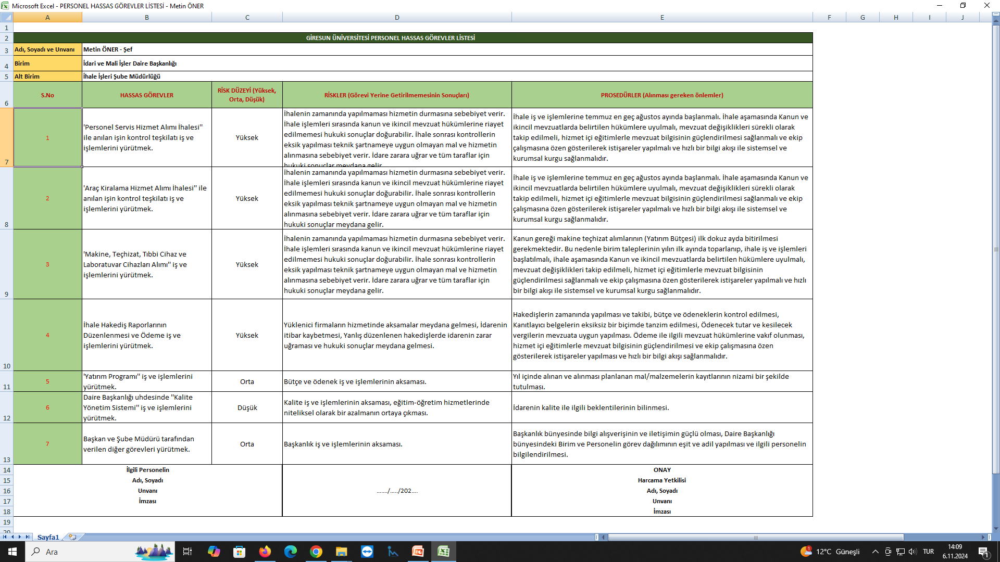 Microsoft Excel - PERSONEL HASSAS GÖREVLER LİSTESİ - Metin ÖNER
A B C D E F G H I J
1
2 GİRESUN ÜNİVERSİTESİ PERSONEL HASSAS GÖREVLER LİSTESİ
3 Adı, Soyadı ve Unvanı Metin ÖNER - Şef
4 Birim İdari ve Mali İşler Daire Başkanlığı
5 Alt Birim İhale İşleri Şube Müdürlüğü
6 S.No HASSAS GÖREVLER
RİSK DÜZEYİ (Yüksek,
Orta, Düşük)
RİSKLER (Görevi Yerine Getirilmemesinin Sonuçları)
PROSEDÜRLER (Alınması gereken önlemler)
7
1
'Personel Servis Hizmet Alımı İhalesi"
ile anılan işin kontrol teşkilatı iş ve
işlemlerini yürütmek.
Yüksek
İhalenin zamanında yapılmaması hizmetin durmasına sebebiyet verir.
İhale işlemleri sırasında kanun ve ikincil mevzuat hükümlerine riayet
edilmemesi hukuki sonuçlar doğurabilir. İhale sonrası kontrollerin
eksik yapılması teknik şartnameye uygun olmayan mal ve hizmetin
alınmasına sebebiyet verir. İdare zarara uğrar ve tüm taraflar için
hukuki sonuçlar meydana gelir.
İhale iş ve işlemlerine temmuz en geç ağustos ayında başlanmalı. İhale aşamasında Kanun ve
ikincil mevzuatlarda belirtilen hükümlere uyulmalı, mevzuat değişiklikleri sürekli olarak
takip edilmeli, hizmet içi eğitimlerle mevzuat bilgisinin güçlendirilmesi sağlanmalı ve ekip
çalışmasına özen gösterilerek istişareler yapılmalı ve hızlı bir bilgi akışı ile sistemsel ve
kurumsal kurgu sağlanmalıdır.
8
2
'Araç Kiralama Hizmet Alımı İhalesi" ile
anılan işin kontrol teşkilatı iş ve
işlemlerini yürütmek.
Yüksek
İhalenin zamanında yapılmaması hizmetin durmasına sebebiyet verir.
İhale işlemleri sırasında kanun ve ikincil mevzuat hükümlerine riayet
edilmemesi hukuki sonuçlar doğurabilir. İhale sonrası kontrollerin
eksik yapılması teknik şartnameye uygun olmayan mal ve hizmetin
alınmasına sebebiyet verir. İdare zarara uğrar ve tüm taraflar için
hukuki sonuçlar meydana gelir.
İhale iş ve işlemlerine temmuz en geç ağustos ayında başlanmalı. İhale aşamasında Kanun ve
ikincil mevzuatlarda belirtilen hükümlere uyulmalı, mevzuat değişiklikleri sürekli olarak
takip edilmeli, hizmet içi eğitimlerle mevzuat bilgisinin güçlendirilmesi sağlanmalı ve ekip
çalışmasına özen gösterilerek istişareler yapılmalı ve hızlı bir bilgi akışı ile sistemsel ve
kurumsal kurgu sağlanmalıdır.
9
3
'Makine, Teçhizat, Tıbbi Cihaz ve
Laboratuvar Cihazları Alımı" iş ve
işlemlerini yürütmek.
Yüksek
İhalenin zamanında yapılmaması hizmetin durmasına sebebiyet verir.
İhale işlemleri sırasında kanun ve ikincil mevzuat hükümlerine riayet
edilmemesi hukuki sonuçlar doğurabilir. İhale sonrası kontrollerin
eksik yapılması teknik şartnameye uygun olmayan mal ve hizmetin
alınmasına sebebiyet verir. İdare zarara uğrar ve tüm taraflar için
hukuki sonuçlar meydana gelir.
Kanun gereği makine teçhizat alımlarının (Yatırım Bütçesi) ilk dokuz ayda bitirilmesi
gerekmektedir. Bu nedenle birim taleplerinin yılın ilk ayında toparlanıp, ihale iş ve işlemleri
başlatılmalı, ihale aşamasında Kanun ve ikincil mevzuatlarda belirtilen hükümlere uyulmalı,
mevzuat değişiklikleri takip edilmeli, hizmet içi eğitimlerle mevzuat bilgisinin
güçlendirilmesi sağlanmalı ve ekip çalışmasına özen gösterilerek istişareler yapılmalı ve hızlı
bir bilgi akışı ile sistemsel ve kurumsal kurgu sağlanmalıdır.
10
4
İhale Hakediş Raporlarının
Düzenlenmesi ve Ödeme iş ve
işlemlerini yürütmek.
Yüksek
Yüklenici firmaların hizmetinde aksamalar meydana gelmesi, İdarenin
itibar kaybetmesi, Yanlış düzenlenen hakedişlerde idarenin zarar
uğraması ve hukuki sonuçlar meydana gelmesi.
Hakedişlerin zamanında yapılması ve takibi, bütçe ve ödeneklerin kontrol edilmesi,
Kanıtlayıcı belgelerin eksiksiz bir biçimde tanzim edilmesi, Ödenecek tutar ve kesilecek
vergilerin mevzuata uygun yapılması. Ödeme ile ilgili mevzuat hükümlerine vakıf olunması,
hizmet içi eğitimlerle mevzuat bilgisinin güçlendirilmesi ve ekip çalışmasına özen
gösterilerek istişareler yapılması ve hızlı bir bilgi akışı sağlanmalıdır.
11
5
'Yatırım Programı" iş ve işlemlerini
yürütmek.
Orta
Bütçe ve ödenek iş ve işlemlerinin aksaması.
Yıl içinde alınan ve alınması planlanan mal/malzemelerin kayıtlarının nizami bir şekilde
tutulması.
12
6
Daire Başkanlığı uhdesinde "Kalite
Yönetim Sistemi" iş ve işlemlerini
yürütmek.
Düşük
Kalite iş ve işlemlerinin aksaması, eğitim-öğretim hizmetlerinde
niteliksel olarak bir azalmanın ortaya çıkması.
İdarenin kalite ile ilgili beklentilerinin bilinmesi.
13
7
Başkan ve Şube Müdürü tarafından
verilen diğer görevleri yürütmek.
Orta
Başkanlık iş ve işlemlerinin aksaması.
Başkanlık bünyesinde bilgi alışverişinin ve iletişimin güçlü olması, Daire Başkanlığı
bünyesindeki Birim ve Personelin görev dağılımının eşit ve adil yapılması ve ilgili personelin
bilgilendirilmesi.
14 İlgili Personelin ONAY
15 Adı, Soyadı Harcama Yetkilisi
16 Unvanı ......./...../202.... Adı, Soyadı
17 İmzası Unvanı
18 İmzası
19
20
Sayfa1
Ara
12°C Güneşli
TUR
14:09
6.11.2024
1
1